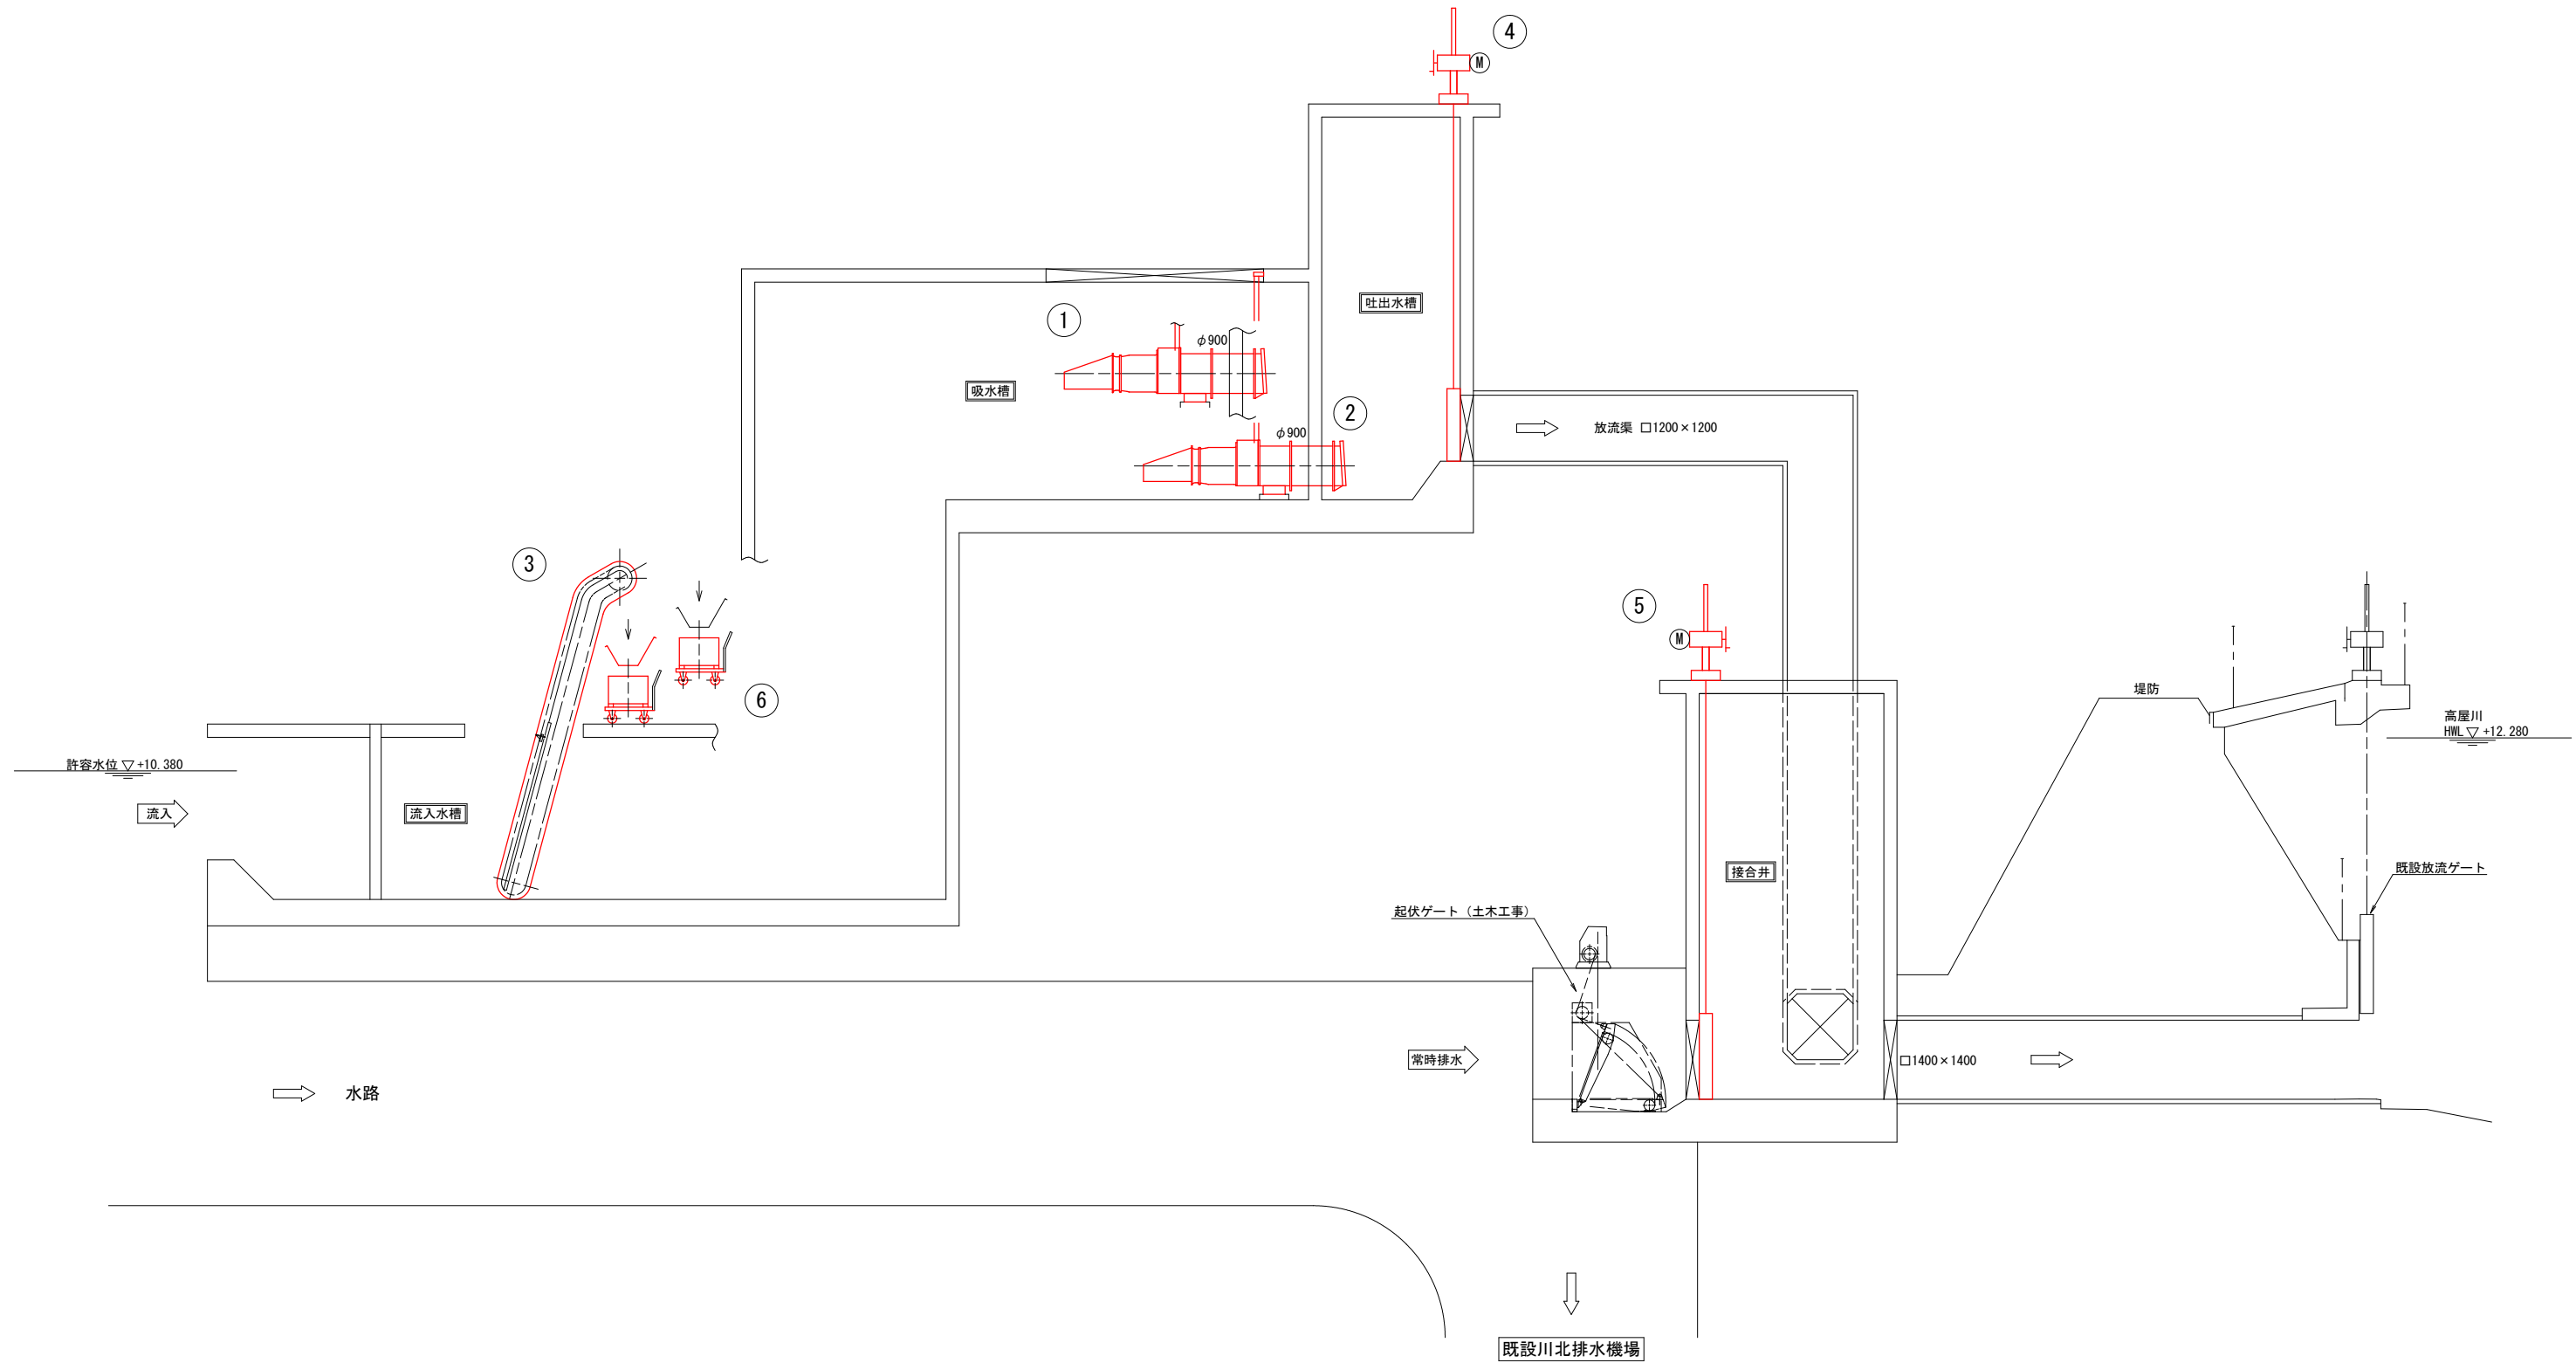 ④
M
①
吐出水槽
φ900
吸水槽
②
φ900
放流渠 □1200×1200
③
⑤
M
⑥
堤防
高屋川
HWL ▽ +12.280
許容水位 ▽ +10.380
流入
流入水槽
接合井
既設放流ゲート
起伏ゲート（土木工事）
常時排水
□1400×1400
水路
既設川北排水機場